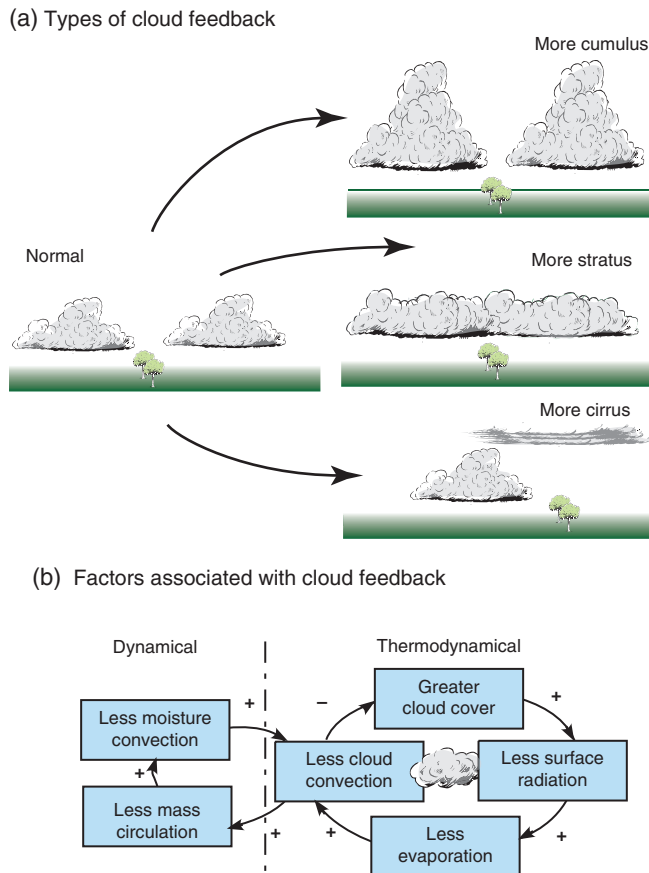 (a) Types of cloud feedback
More cumulus
Normal
More stratus
More cirrus
(b) Factors associated with cloud feedback
Dynamical
Thermodynamical
Less moisture
convection
+
+
Less mass
circulation
+
−
Greater
cloud cover
+
Less cloud
convection
Less surface
radiation
+
Less
evaporation
+